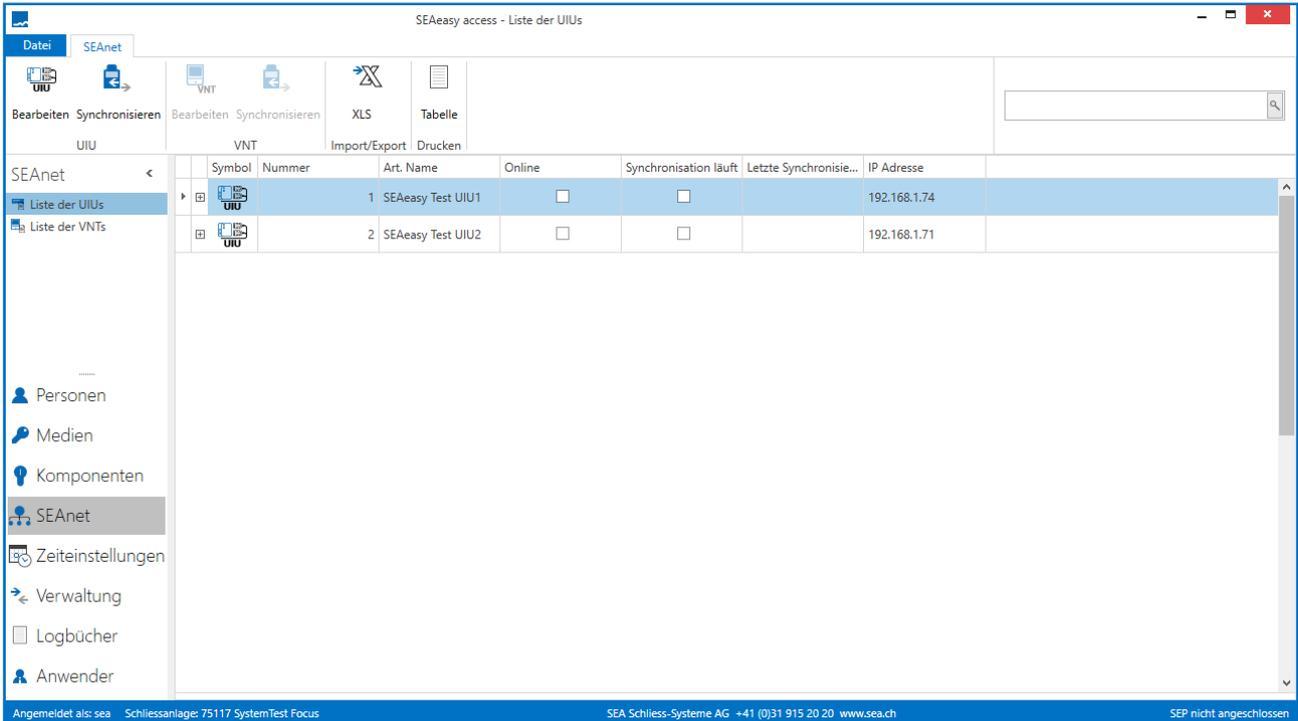 SEAeasy access - Liste der UIUs
Datei SEAnet
UIU VNT
Bearbeiten Synchronisieren Bearbeiten Synchronisieren XLS Tabelle
UIU VNT Import/Export Drucken
SEAnet
Liste der UIUs
Liste der VNTs
Symbol Nummer Art. Name Online Synchronisation läuft Letzte Synchronisie... IP Adresse
UIU 1 SEAeasy Test UIU1 192.168.1.74
UIU 2 SEAeasy Test UIU2 192.168.1.71
Personen
Medien
Komponenten
SEAnet
Zeiteinstellungen
Verwaltung
Logbücher
Anwender
Angemeldet als: sea Schliessanlage: 75117 SystemTest Focus SEA Schliess-Systeme AG +41 (0)31 915 20 20 www.sea.ch SEP nicht angeschlossen